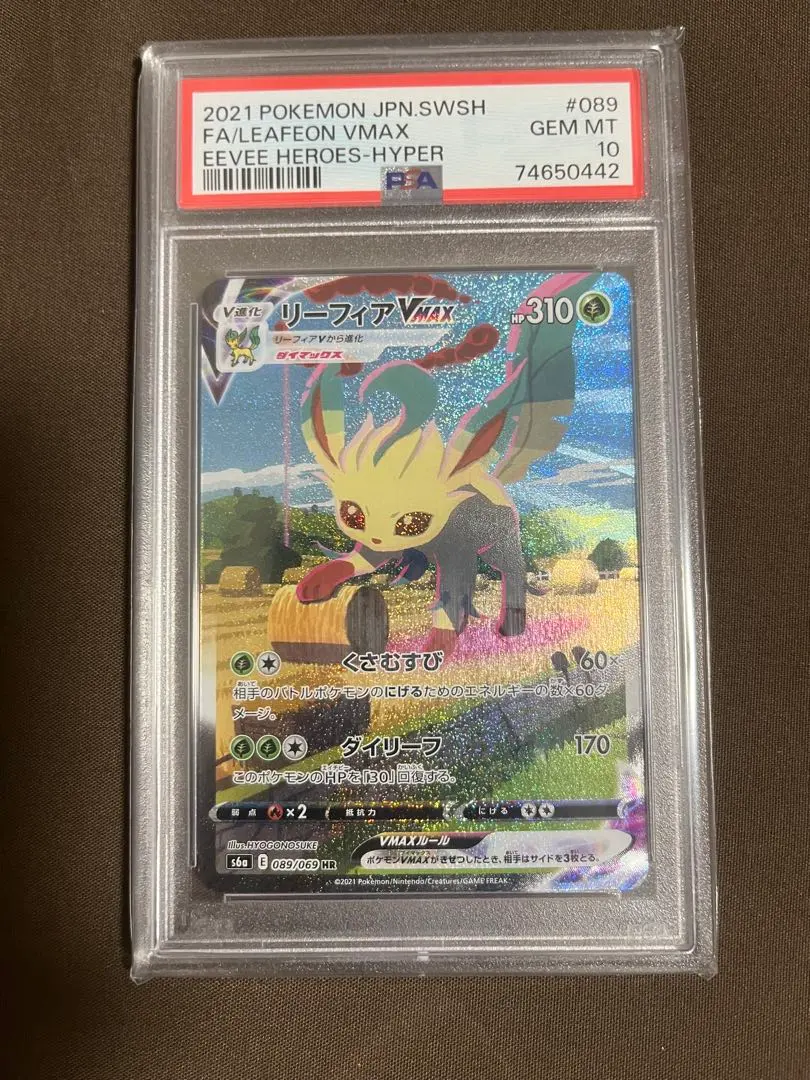 2021 POKEMON JPN.SWSH #089
FA/LEAFEON VMAX GEM MT
EEVEE HEROES-HYPER 10
PSA 74650442
V進化 リーフィアVMAX HP310
リーフィアVから進化
ダイマックス
くさむすび 60×
相手のバトルポケモンのにげるためのエネルギーの数×60ダ
メージ。
ダイリーフ 170
このポケモンのHPを「30」回復する。
弱点 ×2 抵抗力 にげる
Illus.HYOGONOSUKE
VMAXルール
s6a E 089/069 HR
ポケモンVMAXがきぜつしたとき、相手はサイドを3枚とる。
©2021 Pokémon/Nintendo/Creatures/GAME FREAK